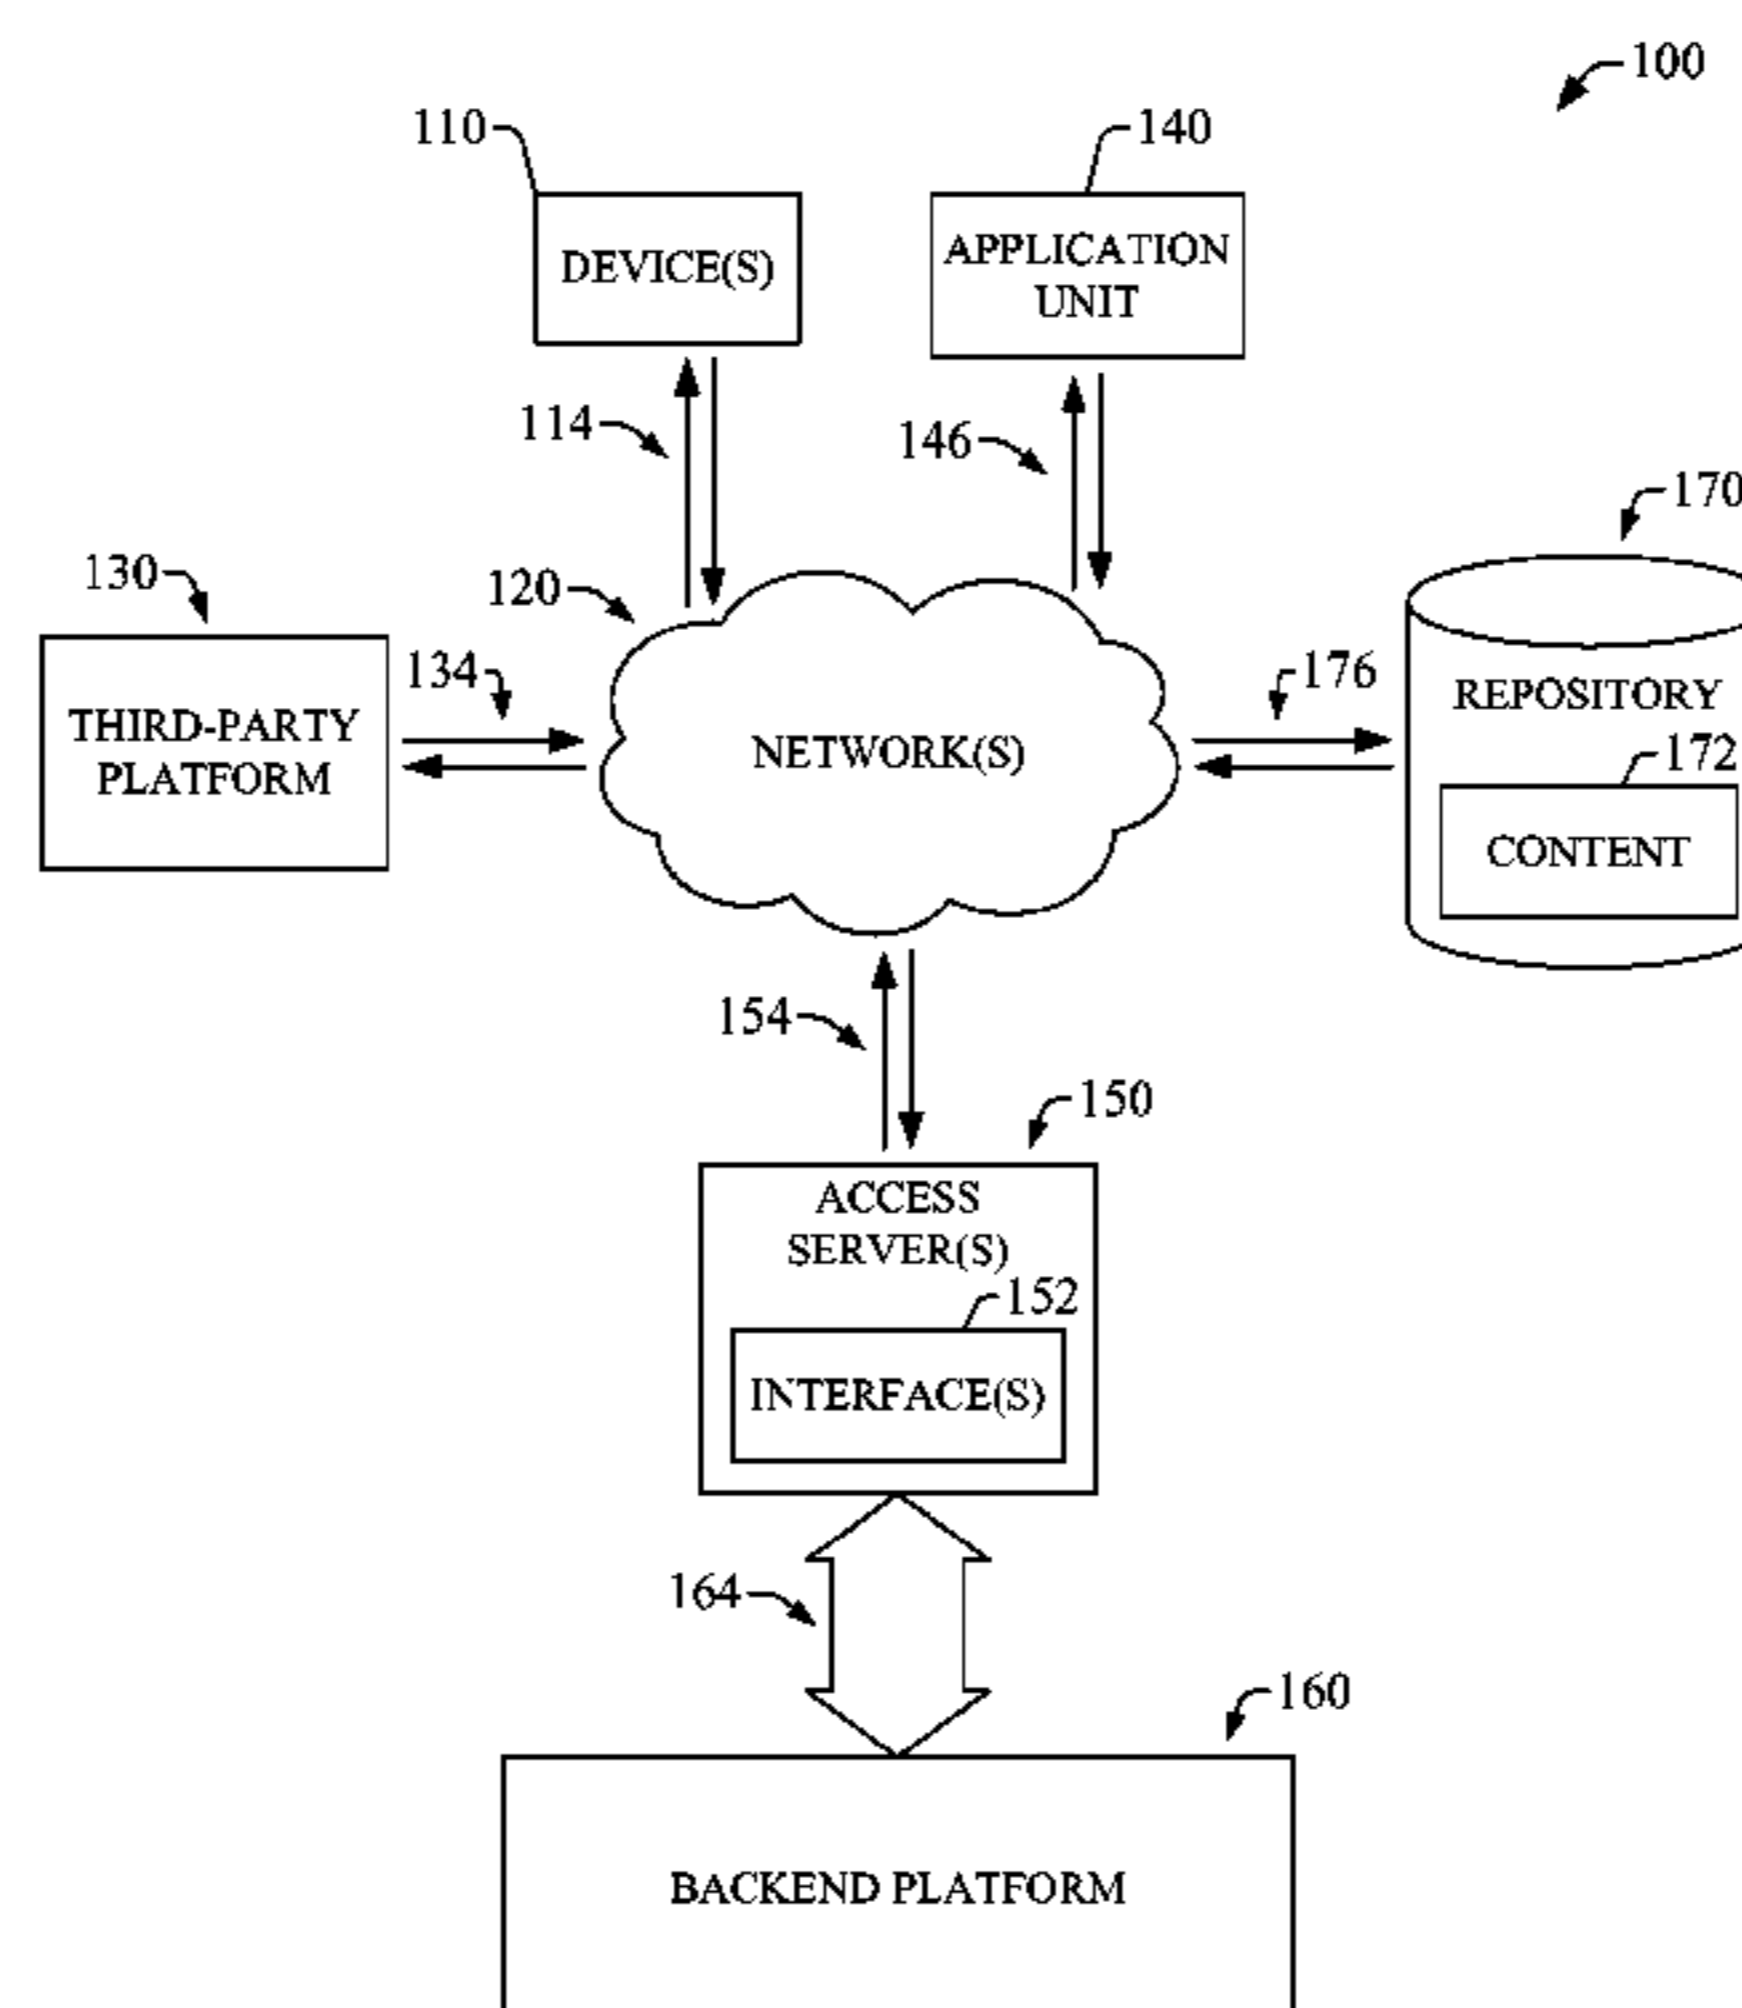 100
110
140
DEVICE(S)
APPLICATION
UNIT
114
146
170
130
120
134
176
REPOSITORY
THIRD-PARTY
PLATFORM
NETWORK(S)
172
CONTENT
154
150
ACCESS
SERVER(S)
152
INTERFACE(S)
164
160
BACKEND PLATFORM